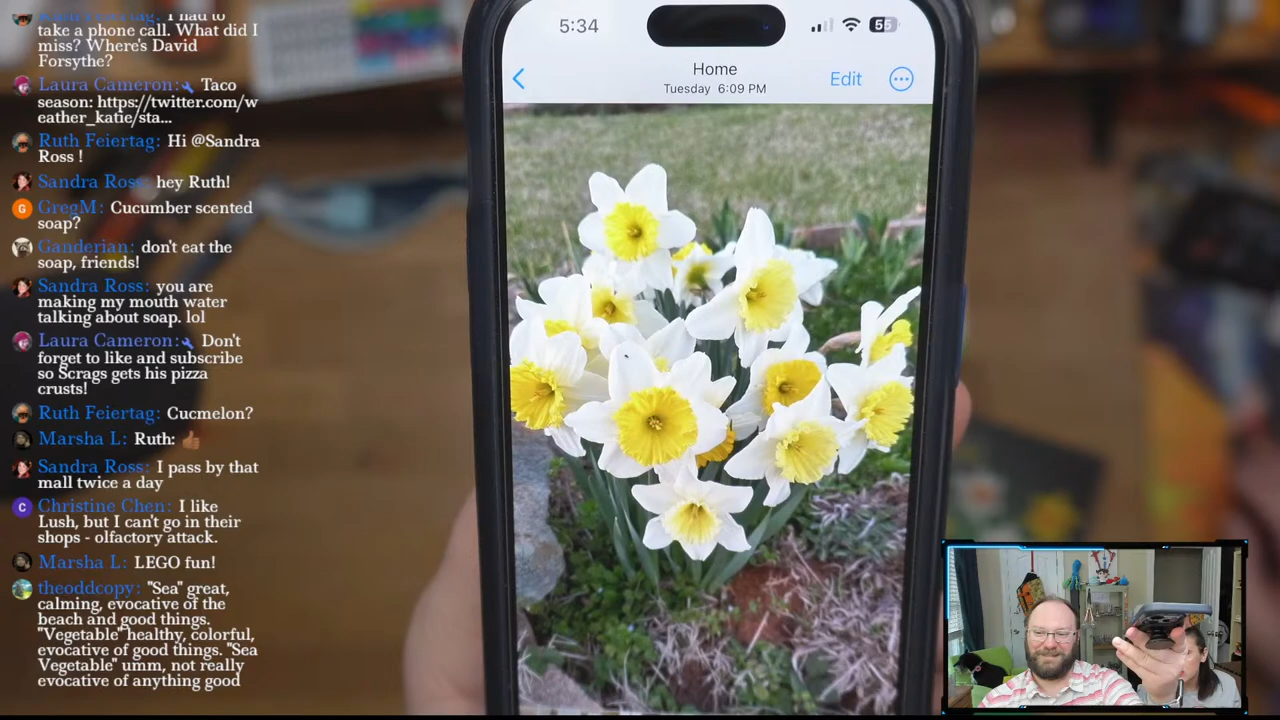 I had to
take a phone call. What did I
miss? Where's David
Forsythe?
Laura Cameron: Taco
season: https://twitter.com/w
eather_katie/sta...
Ruth Feiertag: Hi @Sandra
Ross !
Sandra Ross: hey Ruth!
GregM: Cucumber scented
soap?
Ganderian: don't eat the
soap, friends!
Sandra Ross: you are
making my mouth water
talking about soap. lol
Laura Cameron: Don't
forget to like and subscribe
so Scrags gets his pizza
crusts!
Ruth Feiertag: Cucmelon?
Marsha L: Ruth: 👍🏾
Sandra Ross: I pass by that
mall twice a day
C Christine Chen: I like
Lush, but I can't go in their
shops - olfactory attack.
Marsha L: LEGO fun!
theoddcopy: "Sea" great,
calming, evocative of the
beach and good things.
"Vegetable" healthy, colorful,
evocative of good things. "Sea
Vegetable" umm, not really
evocative of anything good
5:34
55
Home
Tuesday 6:09 PM
Edit